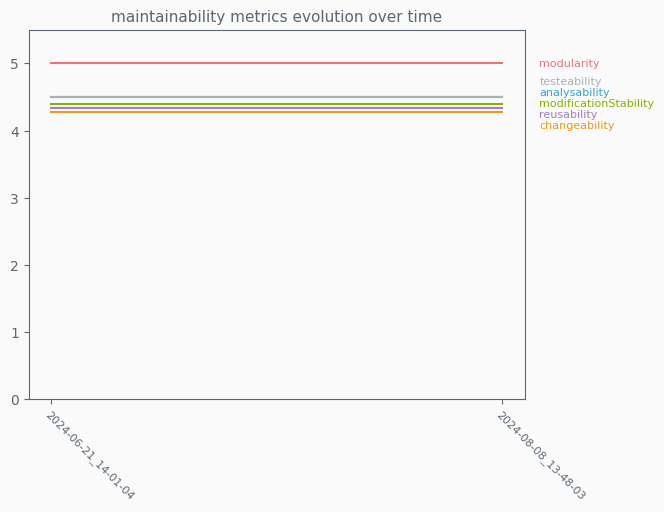 maintainability metrics evolution over time
5
4
3
2
1
0
modularity
testeability
analysability
modificationStability
reusability
changeability
2024-06-21_14-01-04
2024-08-08_13-48-03